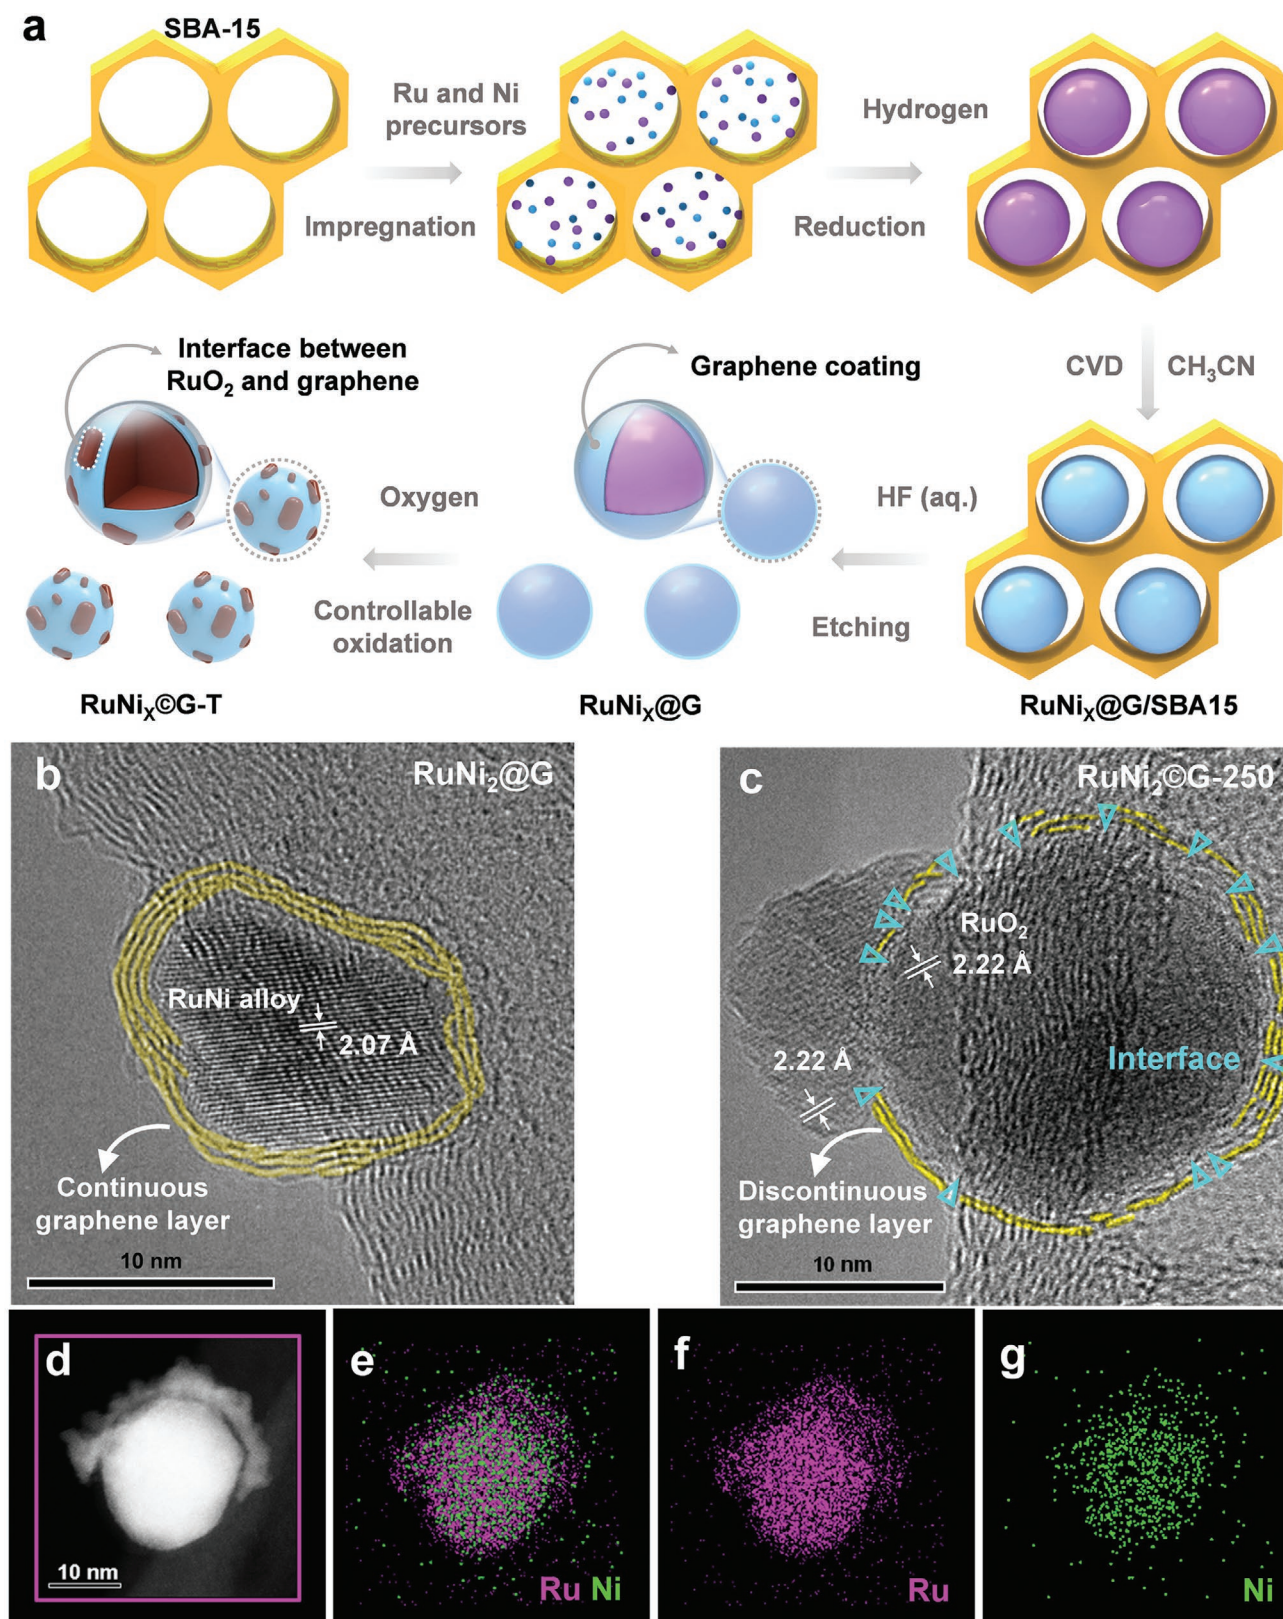 a
SBA-15
Ru and Ni
precursors
Impregnation
Hydrogen
Reduction
CVD
CH₃CN
Interface between
RuO₂ and graphene
Graphene coating
Oxygen
Controllable
oxidation
HF (aq.)
Etching
RuNiₓ©G-T
RuNiₓ@G
RuNiₓ@G/SBA15
b
RuNi₂@G
RuNi alloy
2.07 Å
Continuous
graphene layer
10 nm
c
RuNi₂©G-250
RuO₂
2.22 Å
2.22 Å
Interface
Discontinuous
graphene layer
10 nm
d
10 nm
e
Ru Ni
f
Ru
g
Ni